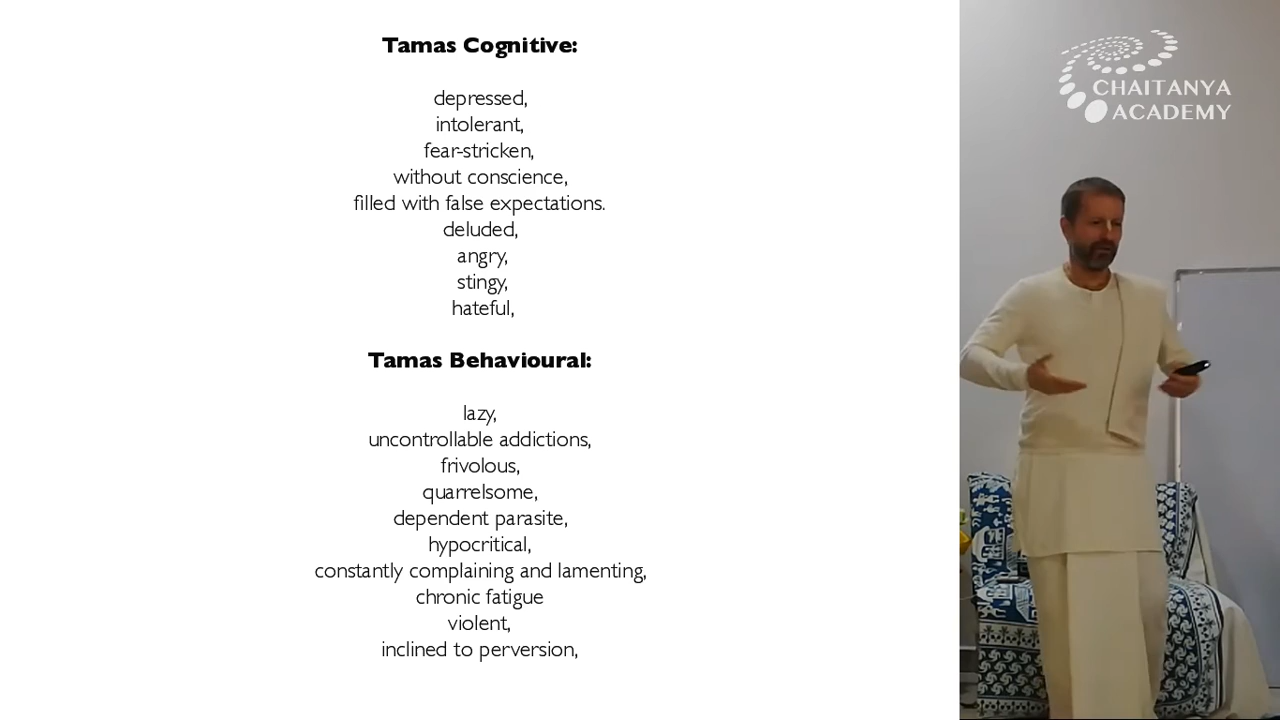 Tamas Cognitive:
depressed,
intolerant,
fear-stricken,
without conscience,
filled with false expectations.
deluded,
angry,
stingy,
hateful,
Tamas Behavioural:
lazy,
uncontrollable addictions,
frivolous,
quarrelsome,
dependent parasite,
hypocritical,
constantly complaining and lamenting,
chronic fatigue
violent,
inclined to perversion,
CHAITANYA
ACADEMY